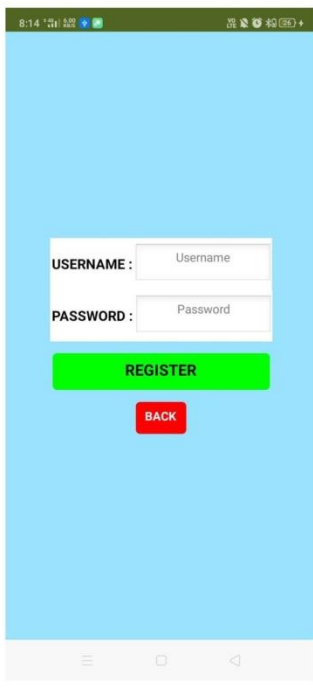 8:14
USERNAME :
Username
PASSWORD :
Password
REGISTER
BACK